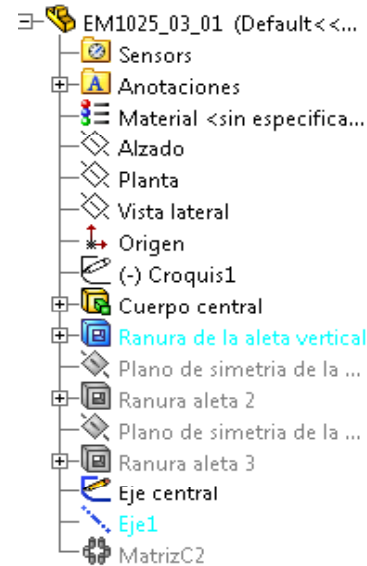 EM1025_03_01 (Default<<...
Sensors
Anotaciones
Material <sin especifica...
Alzado
Planta
Vista lateral
Origen
(-) Croquis1
Cuerpo central
Ranura de la aleta vertical
Plano de simetria de la ...
Ranura aleta 2
Plano de simetria de la ...
Ranura aleta 3
Eje central
Eje1
MatrizC2